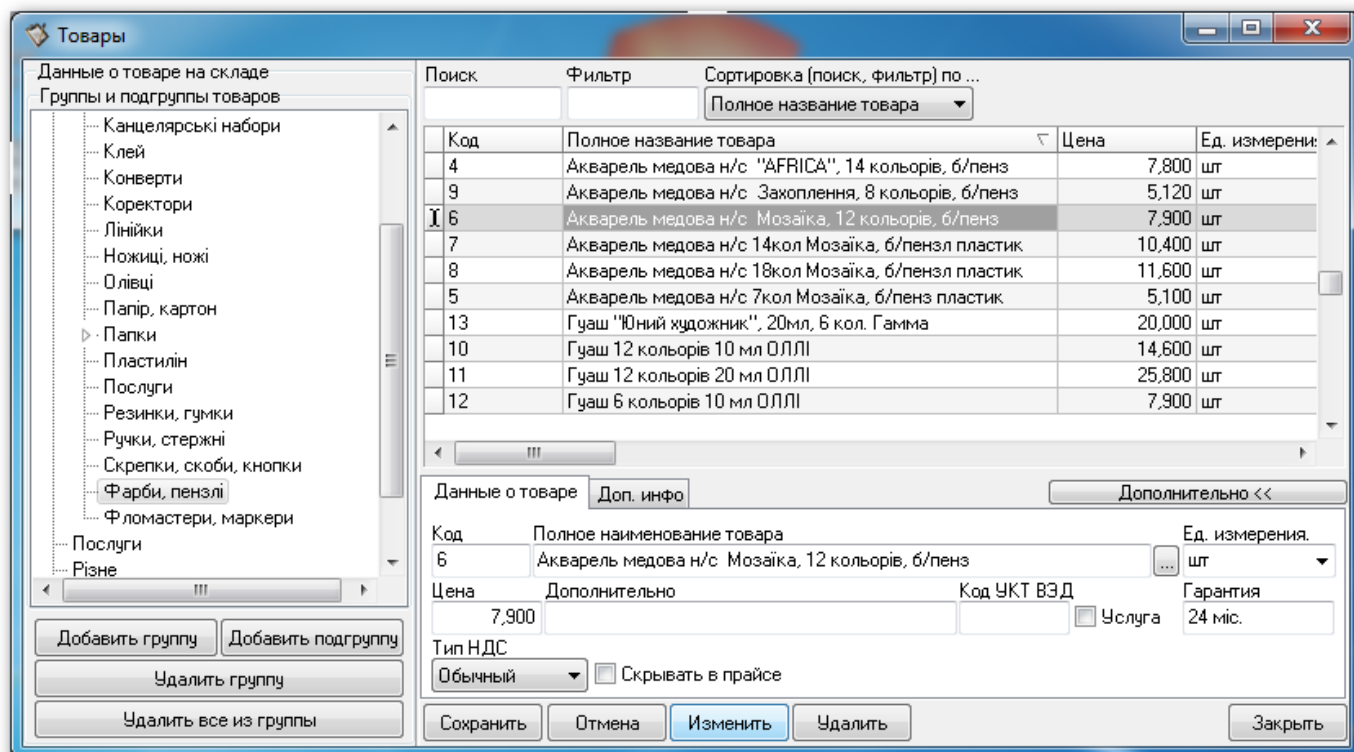 Товары
Данные о товаре на складе
Группы и подгруппы товаров
Канцелярські набори
Клей
Конверти
Коректори
Лінійки
Ножиці, ножі
Олівці
Папір, картон
Папки
Пластилін
Послуги
Резинки, гумки
Ручки, стержні
Скрепки, скоби, кнопки
Фарби, пензлі
Фломастери, маркери
Послуги
Різне
Добавить группу Добавить подгруппу
Удалить группу
Удалить все из группы
Поиск Фильтр Сортировка (поиск, фильтр) по ...
Полное название товара
Код Полное название товара Цена Ед. измерени
4 Акварель медова н/с "AFRICA", 14 кольорів, б/пенз 7,800 шт
9 Акварель медова н/с Захоплення, 8 кольорів, б/пенз 5,120 шт
6 Акварель медова н/с Мозаїка, 12 кольорів, б/пенз 7,900 шт
7 Акварель медова н/с 14кол Мозаїка, б/пензл пластик 10,400 шт
8 Акварель медова н/с 18кол Мозаїка, б/пензл пластик 11,600 шт
5 Акварель медова н/с 7кол Мозаїка, б/пенз пластик 5,100 шт
13 Гуаш "Юний художник", 20мл, 6 кол. Гамма 20,000 шт
10 Гуаш 12 кольорів 10 мл ОЛЛІ 14,600 шт
11 Гуаш 12 кольорів 20 мл ОЛЛІ 25,800 шт
12 Гуаш 6 кольорів 10 мл ОЛЛІ 7,900 шт
Данные о товаре Доп. инфо Дополнительно <<
Код Полное наименование товара Ед. измерения.
6 Акварель медова н/с Мозаїка, 12 кольорів, б/пенз ... шт
Цена Дополнительно Код УКТ ВЭД Гарантия
7,900 Услуга 24 міс.
Тип НДС
Обычный Скрывать в прайсе
Сохранить Отмена Изменить Удалить Закрыть